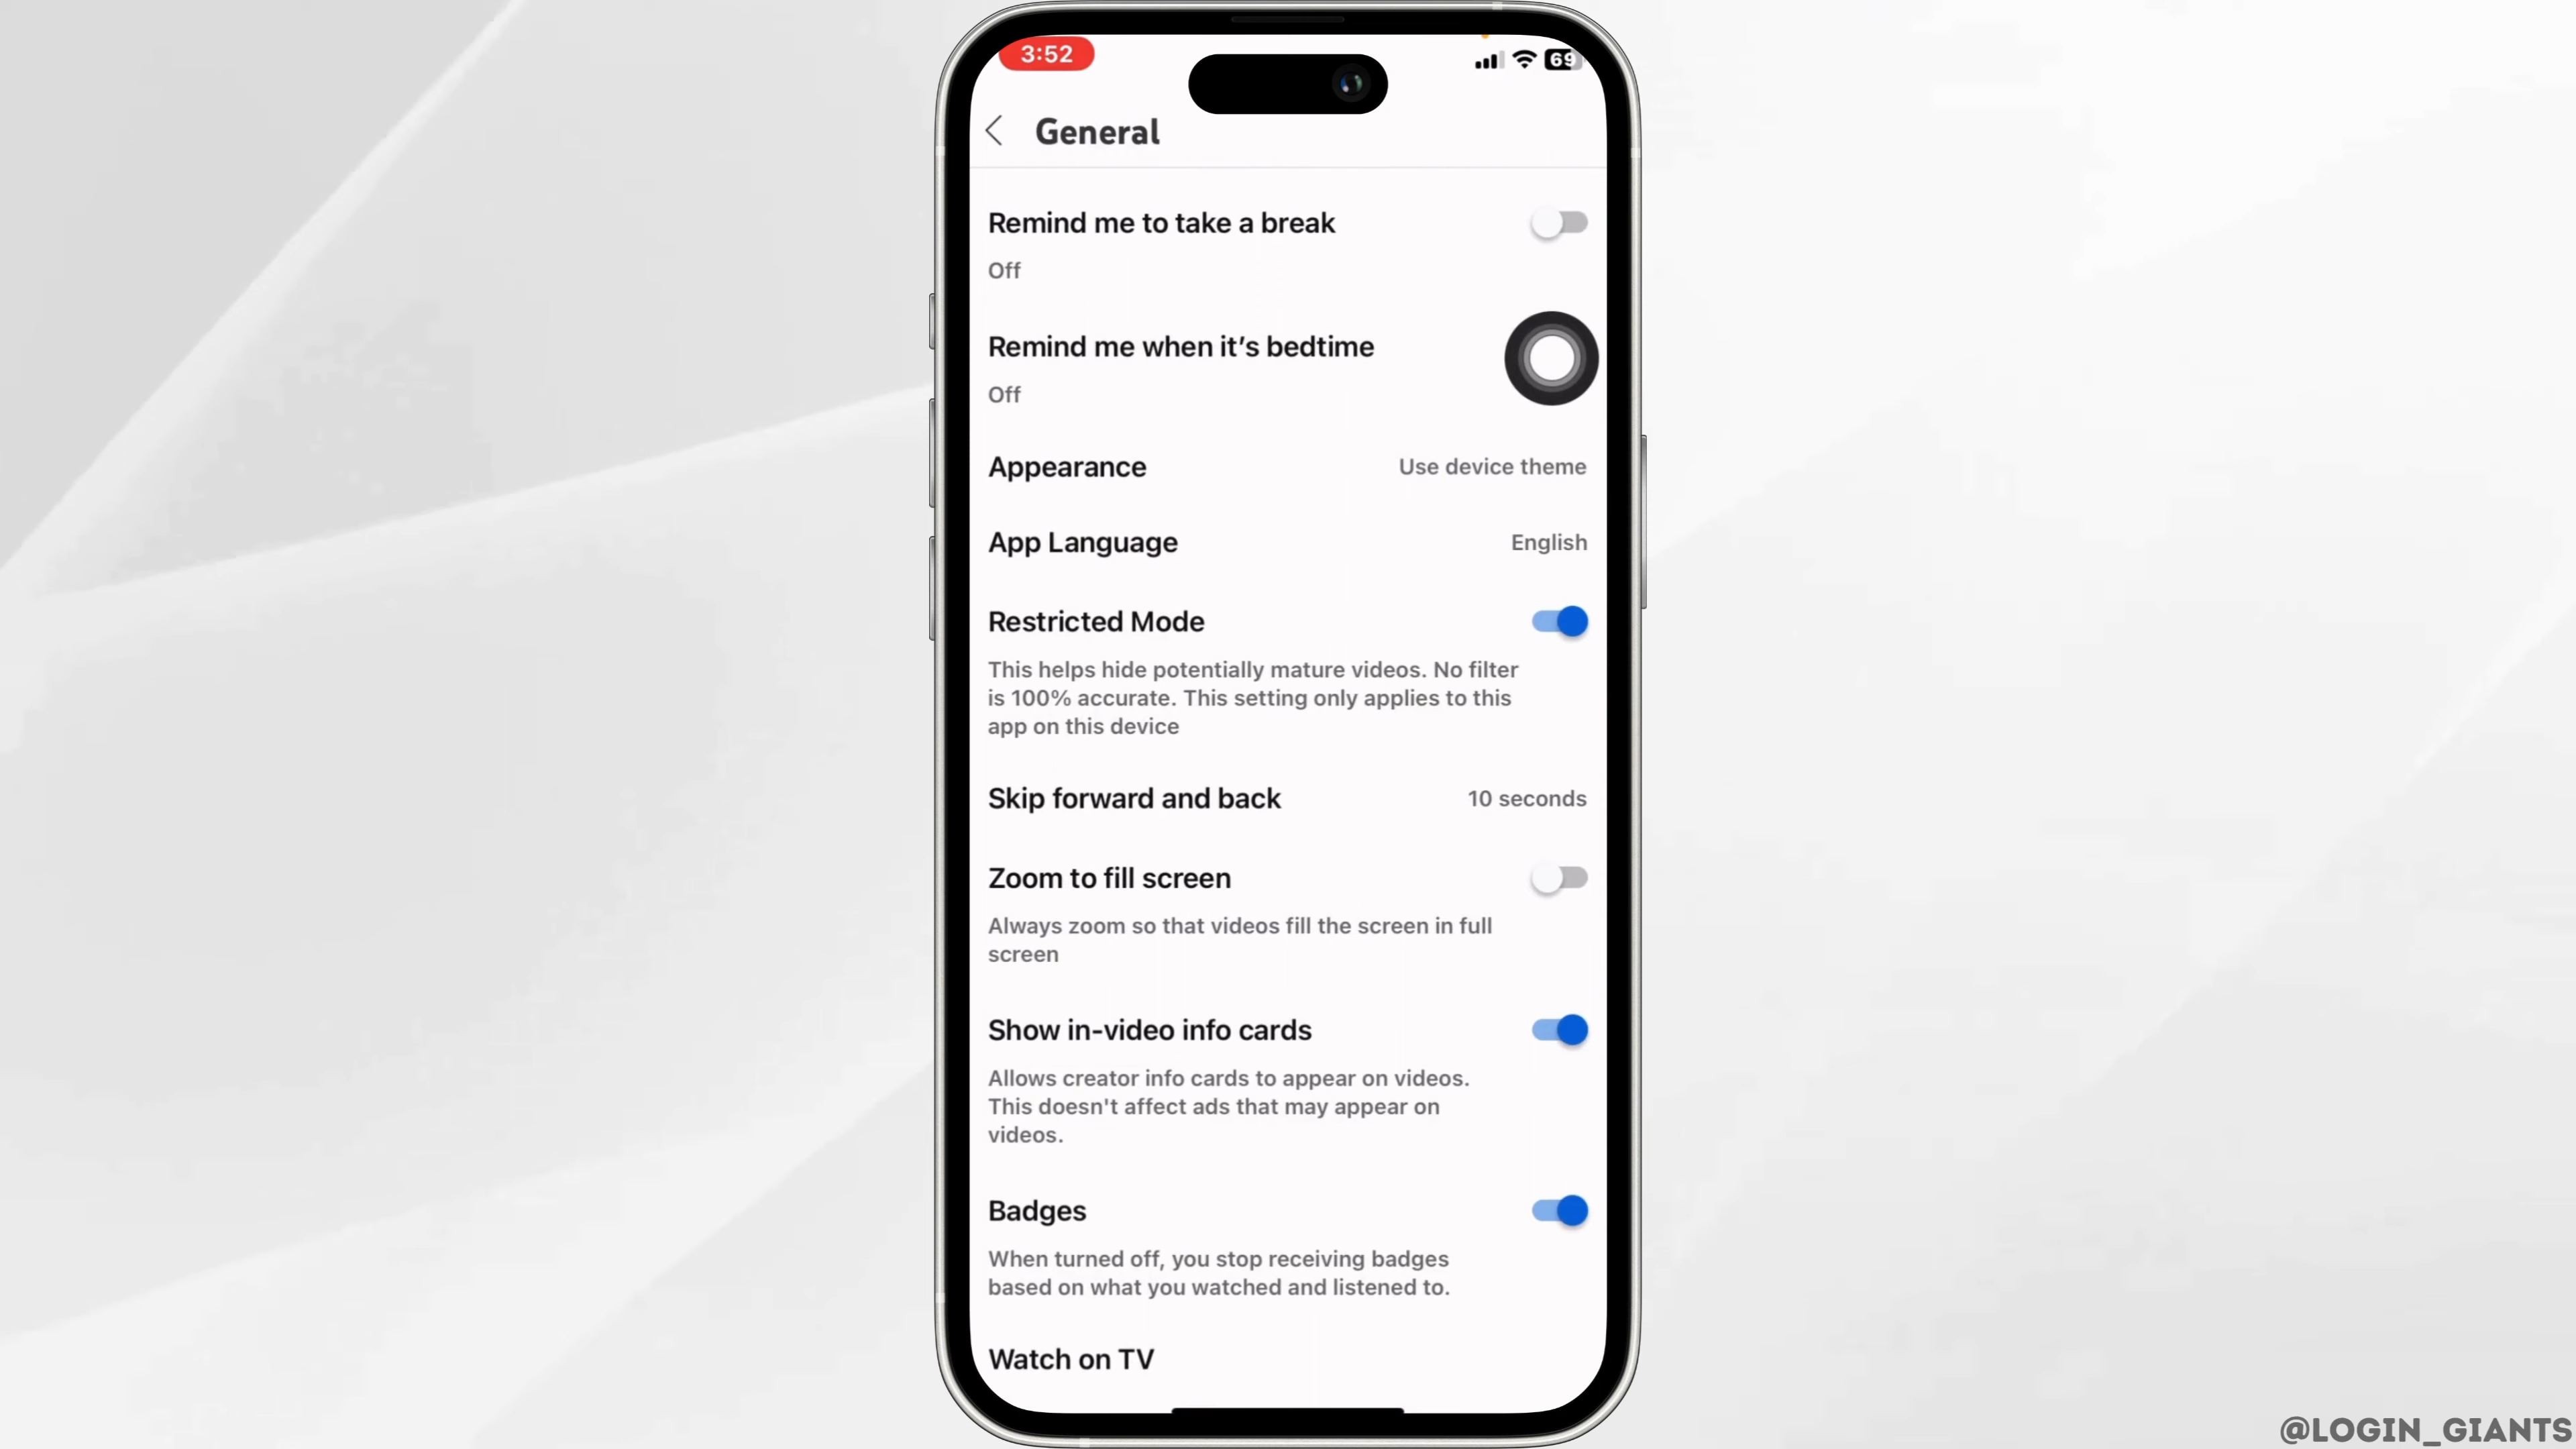 3:52
69
General
Remind me to take a break
Off
Remind me when it’s bedtime
Off
Appearance
Use device theme
App Language
English
Restricted Mode
This helps hide potentially mature videos. No filter
is 100% accurate. This setting only applies to this
app on this device
Skip forward and back
10 seconds
Zoom to fill screen
Always zoom so that videos fill the screen in full
screen
Show in-video info cards
Allows creator info cards to appear on videos.
This doesn't affect ads that may appear on
videos.
Badges
When turned off, you stop receiving badges
based on what you watched and listened to.
Watch on TV
@LOGIN_GIANTS